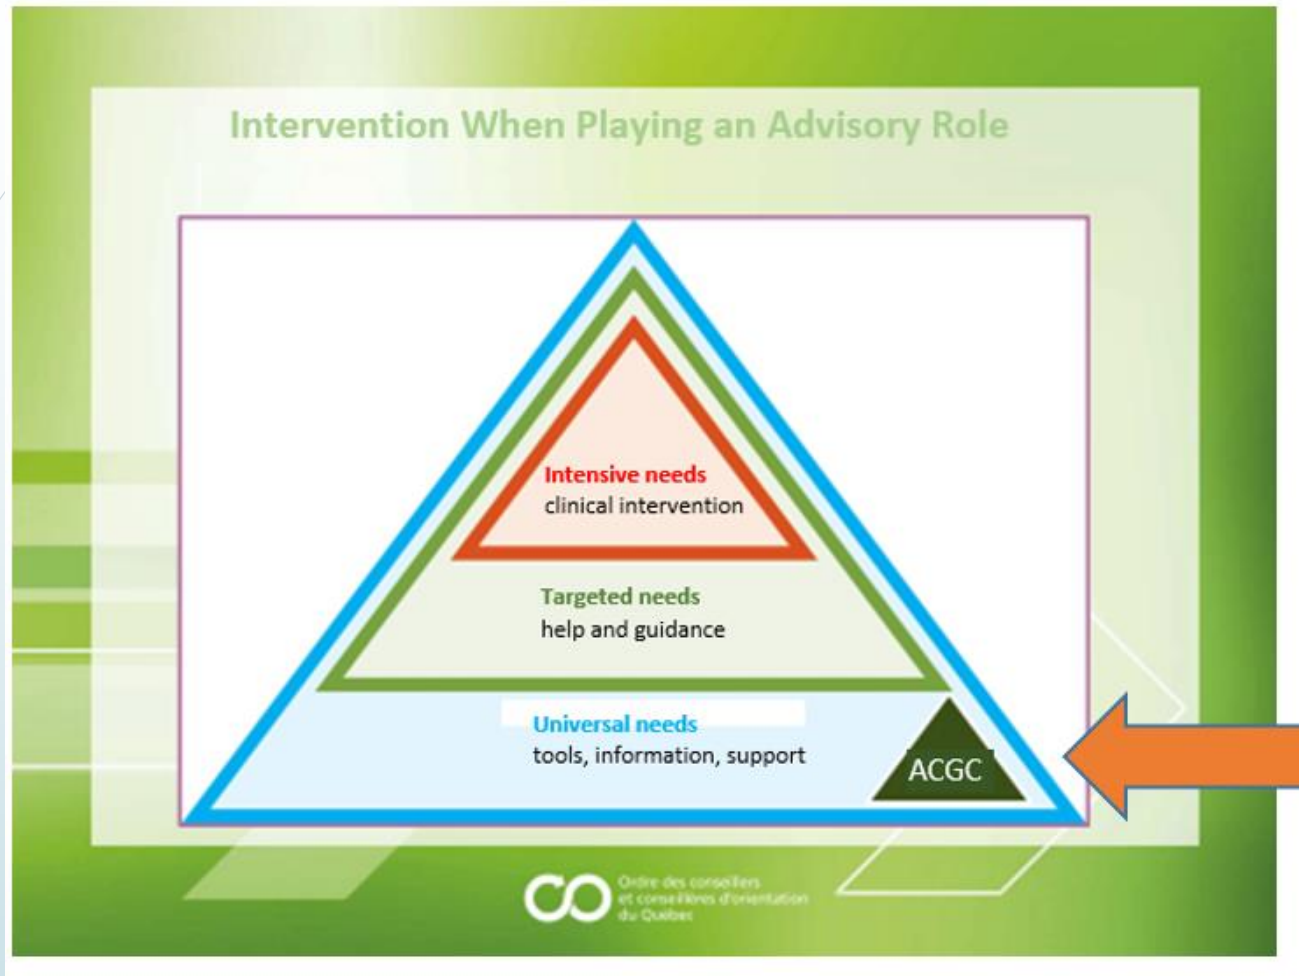 Intervention When Playing an Advisory Role
Intensive needs
clinical intervention
Targeted needs
help and guidance
Universal needs
tools, information, support
ACGC
CO
Ordre des conseillers
et conseillères d'orientation
du Québec